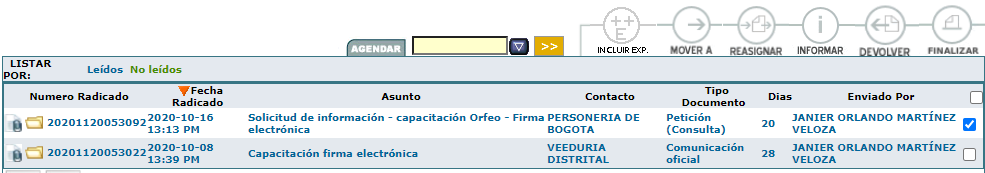 ++
E
INCLUIR EXP.
MOVER A
REASIGNAR
INFORMAR
DEVOLVER
FINALIZAR
AGENDAR
>>
LISTAR POR:
Leídos No leídos
Numero Radicado
Fecha Radicado
Asunto
Contacto
Tipo Documento
Dias
Enviado Por
20201120053092
2020-10-16
13:13 PM
Solicitud de información - capacitación Orfeo - Firma
electrónica
PERSONERIA DE
BOGOTA
Petición
(Consulta)
20
JANIER ORLANDO MARTÍNEZ
VELOZA
20201120053022
2020-10-08
13:39 PM
Capacitación firma electrónica
VEEDURIA
DISTRITAL
Comunicación
oficial
28
JANIER ORLANDO MARTÍNEZ
VELOZA